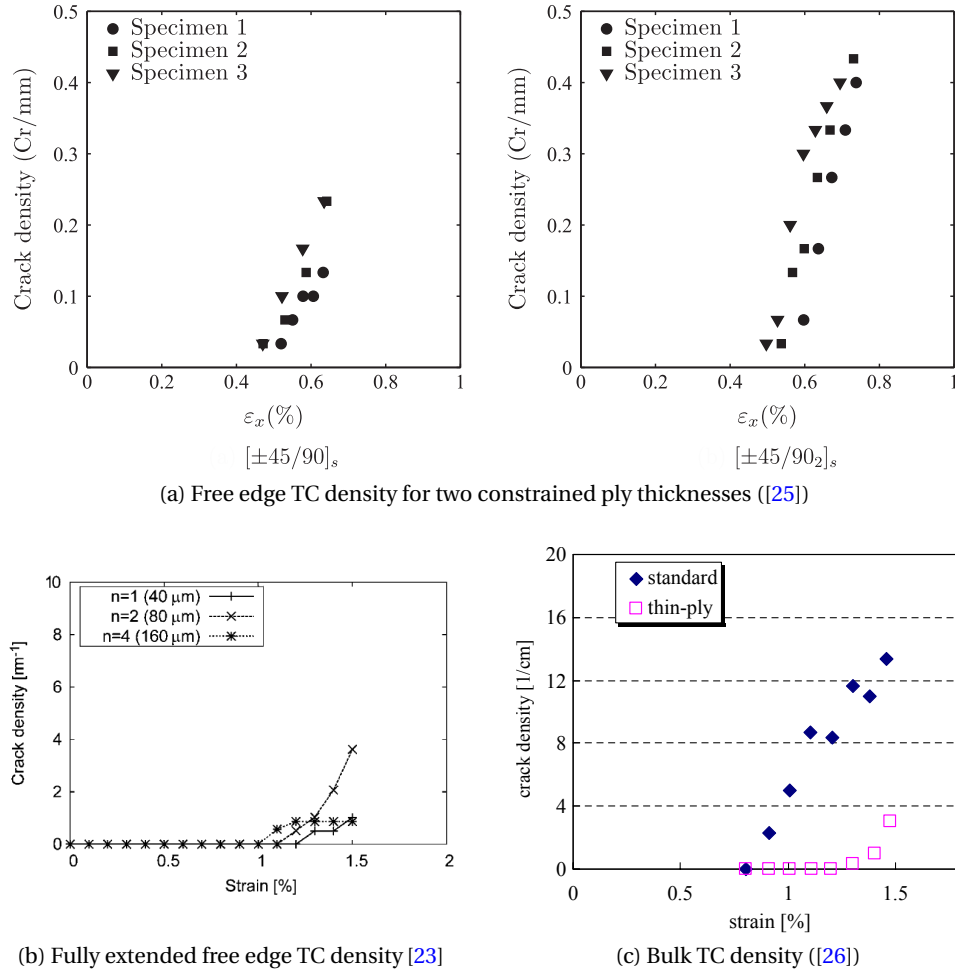 0.5
0.4
0.3
0.2
0.1
0
Crack density (Cr/mm)
Specimen 1
Specimen 2
Specimen 3
0 0.2 0.4 0.6 0.8 1
εx(%)
[±45/90]s
0.5
0.4
0.3
0.2
0.1
0
Crack density (Cr/mm)
Specimen 1
Specimen 2
Specimen 3
0 0.2 0.4 0.6 0.8 1
εx(%)
[±45/90₂]s
(a) Free edge TC density for two constrained ply thicknesses ([25])
10
8
6
4
2
0
Crack density [m⁻¹]
n=1 (40 μm)
n=2 (80 μm)
n=4 (160 μm)
0 0.5 1 1.5 2
Strain [%]
(b) Fully extended free edge TC density [23]
20
16
12
8
4
0
crack density [1/cm]
standard
thin-ply
0 0.5 1 1.5
strain [%]
(c) Bulk TC density ([26])